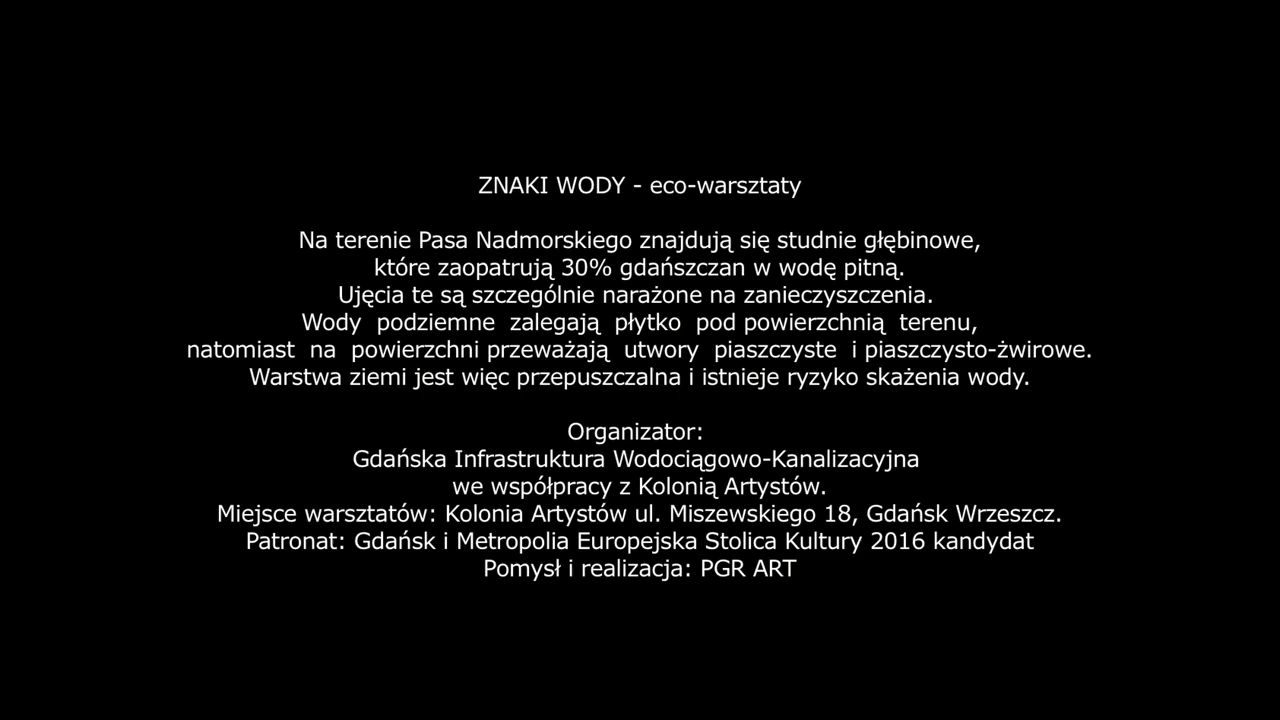 ZNAKI WODY - eco-warsztaty
Na terenie Pasa Nadmorskiego znajdują się studnie głębinowe,
które zaopatrują 30% gdańszczan w wodę pitną.
Ujęcia te są szczególnie narażone na zanieczyszczenia.
Wody podziemne zalegają płytko pod powierzchnią terenu,
natomiast na powierzchni przeważają utwory piaszczyste i piaszczysto-żwirowe.
Warstwa ziemi jest więc przepuszczalna i istnieje ryzyko skażenia wody.
Organizator:
Gdańska Infrastruktura Wodociągowo-Kanalizacyjna
we współpracy z Kolonią Artystów.
Miejsce warsztatów: Kolonia Artystów ul. Miszewskiego 18, Gdańsk Wrzeszcz.
Patronat: Gdańsk i Metropolia Europejska Stolica Kultury 2016 kandydat
Pomysł i realizacja: PGR ART